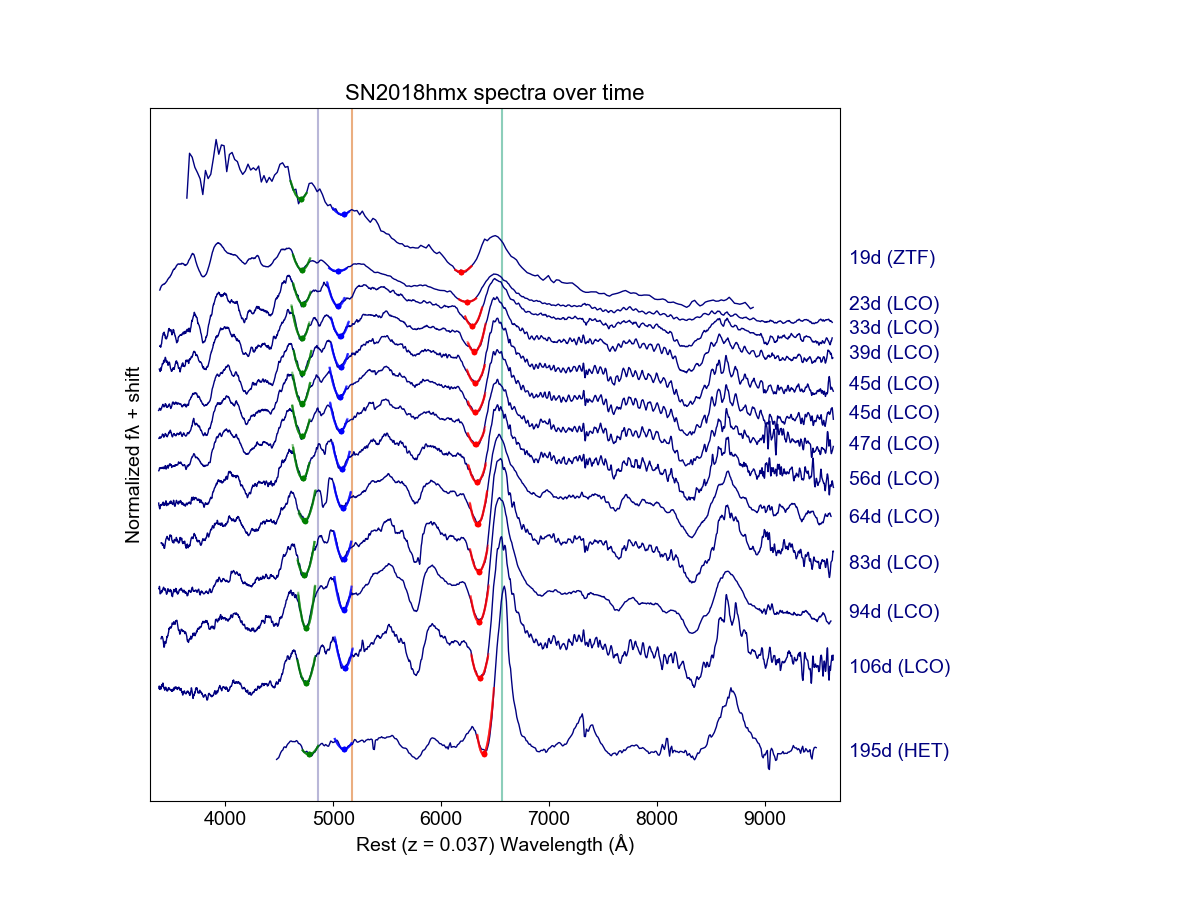 SN2018hmx spectra over time
Normalized fλ + shift
19d (ZTF)
23d (LCO)
33d (LCO)
39d (LCO)
45d (LCO)
45d (LCO)
47d (LCO)
56d (LCO)
64d (LCO)
83d (LCO)
94d (LCO)
106d (LCO)
195d (HET)
4000 5000 6000 7000 8000 9000
Rest (z = 0.037) Wavelength (Å)